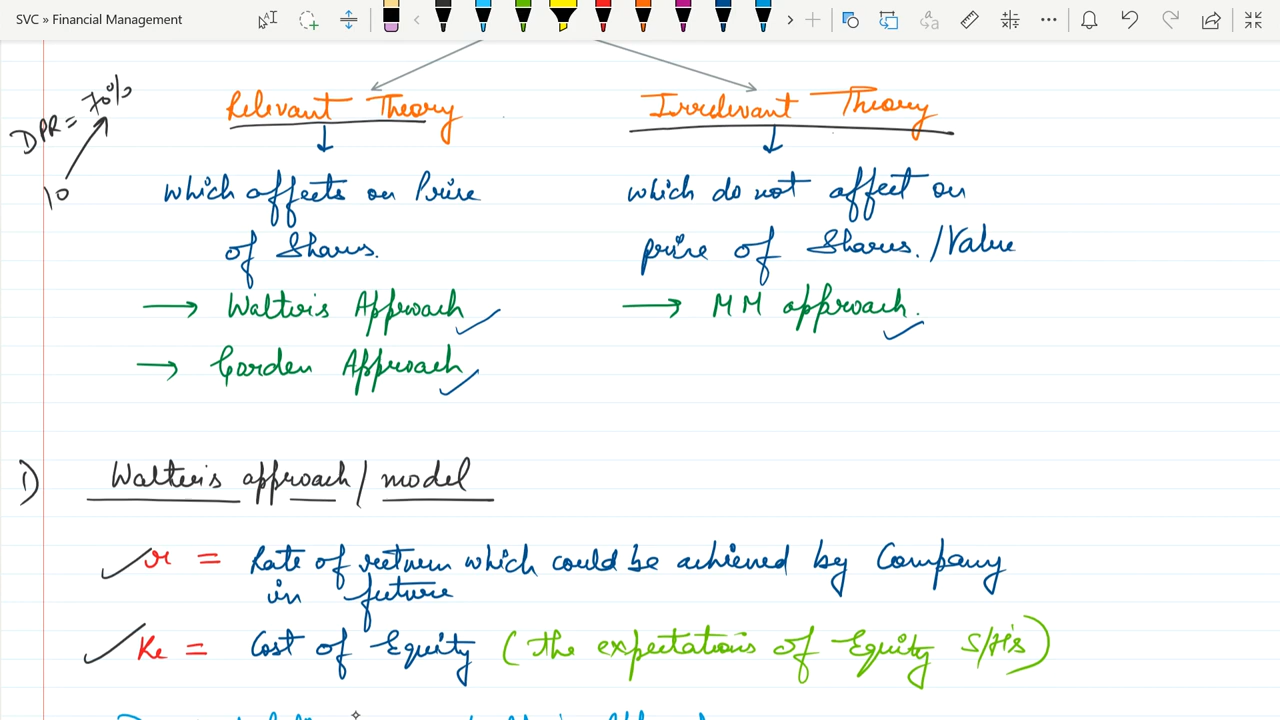 SVC » Financial Management
DPR = 70%
10
Relevant Theory
Irrelevant Theory
which affects on Price
of Shares.
which do not affect on
price of Shares. /Value
→ Walter's Approach
→ MM approach.
→ Gorden Approach
1) Walter's approach / model
r = Rate of return which could be achieved by Company
in future
Ke = Cost of Equity (the expectations of Equity S/H's)